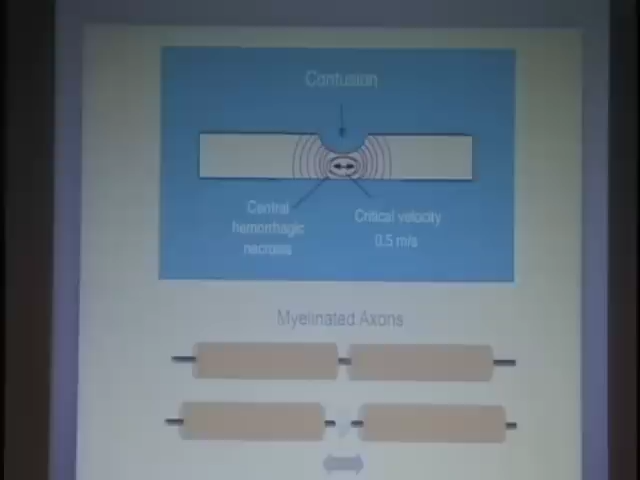 Contusion
Central
hemorrhagic
necrosis
Critical velocity
0.5 m/s
Myelinated Axons